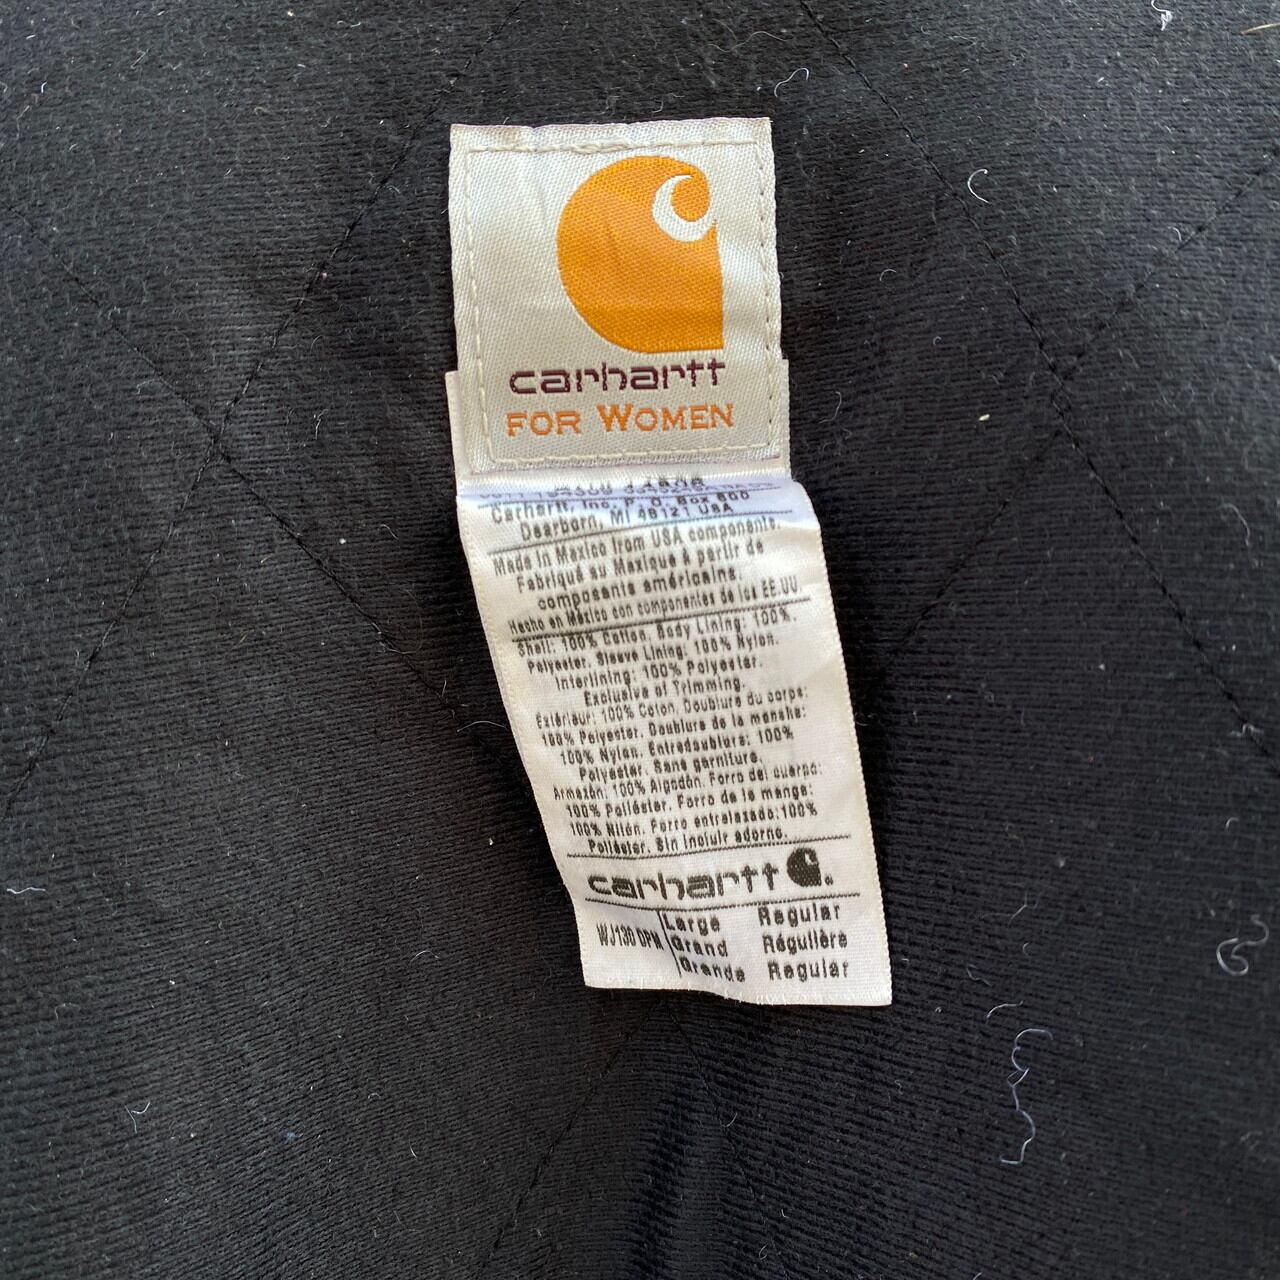 carhartt
FOR WOMEN
Carhartt, Inc. P. O. Box 600
Dearborn, MI 48121 USA
Made in Mexico from USA components.
Fabriqué au Mexique à partir de
composants américains.
Hecho en México con componentes de los EE.UU.
Shell: 100% Cotton. Body Lining: 100%
Polyester. Sleeve Lining: 100% Nylon.
Interlining: 100% Polyester.
Exclusive of Trimming.
Extérieur: 100% Coton. Doublure du corps:
100% Polyester. Doublure de la manche:
100% Nylon. Entredoublure: 100%
Polyester. Sans garniture.
Armazón: 100% Algodón. Forro del cuerpo:
100% Poliéster. Forro de la manga:
100% Nilón. Forro entrelazado:100%
Poliéster. Sin incluir adorno.
carhartt
WJ130 DPN
Large Regular
Grand Régulière
Grande Regular